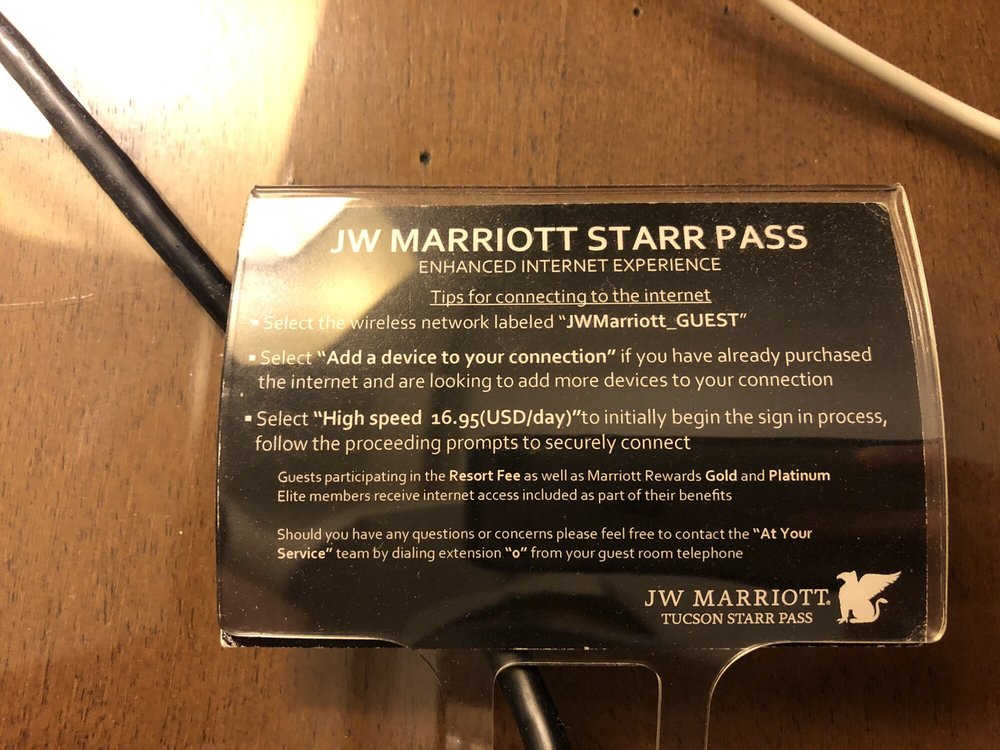 JW MARRIOTT STARR PASS
ENHANCED INTERNET EXPERIENCE
Tips for connecting to the internet
▪ Select the wireless network labeled “JWMarriott_GUEST”
▪ Select “Add a device to your connection” if you have already purchased
the internet and are looking to add more devices to your connection
▪ Select “High speed 16.95(USD/day)”to initially begin the sign in process,
follow the proceeding prompts to securely connect
Guests participating in the Resort Fee as well as Marriott Rewards Gold and Platinum
Elite members receive internet access included as part of their benefits
Should you have any questions or concerns please feel free to contact the “At Your
Service” team by dialing extension “0” from your guest room telephone
JW MARRIOTT.
TUCSON STARR PASS